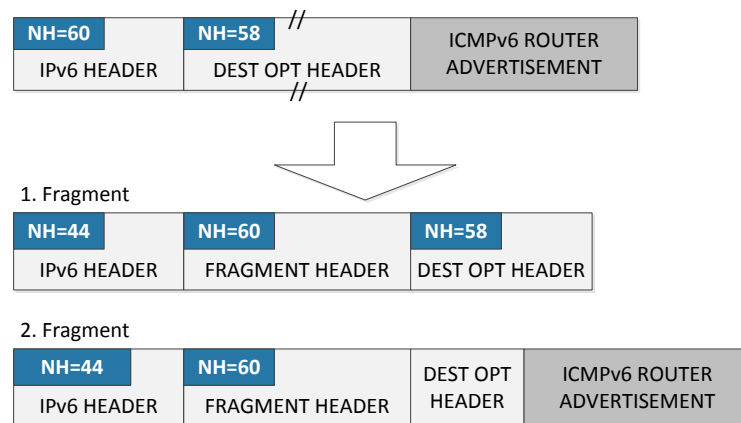 NH=60
NH=58
//
IPv6 HEADER
DEST OPT HEADER
//
ICMPv6 ROUTER
ADVERTISEMENT
1. Fragment
NH=44
NH=60
NH=58
IPv6 HEADER
FRAGMENT HEADER
DEST OPT HEADER
2. Fragment
NH=44
NH=60
IPv6 HEADER
FRAGMENT HEADER
DEST OPT
HEADER
ICMPv6 ROUTER
ADVERTISEMENT